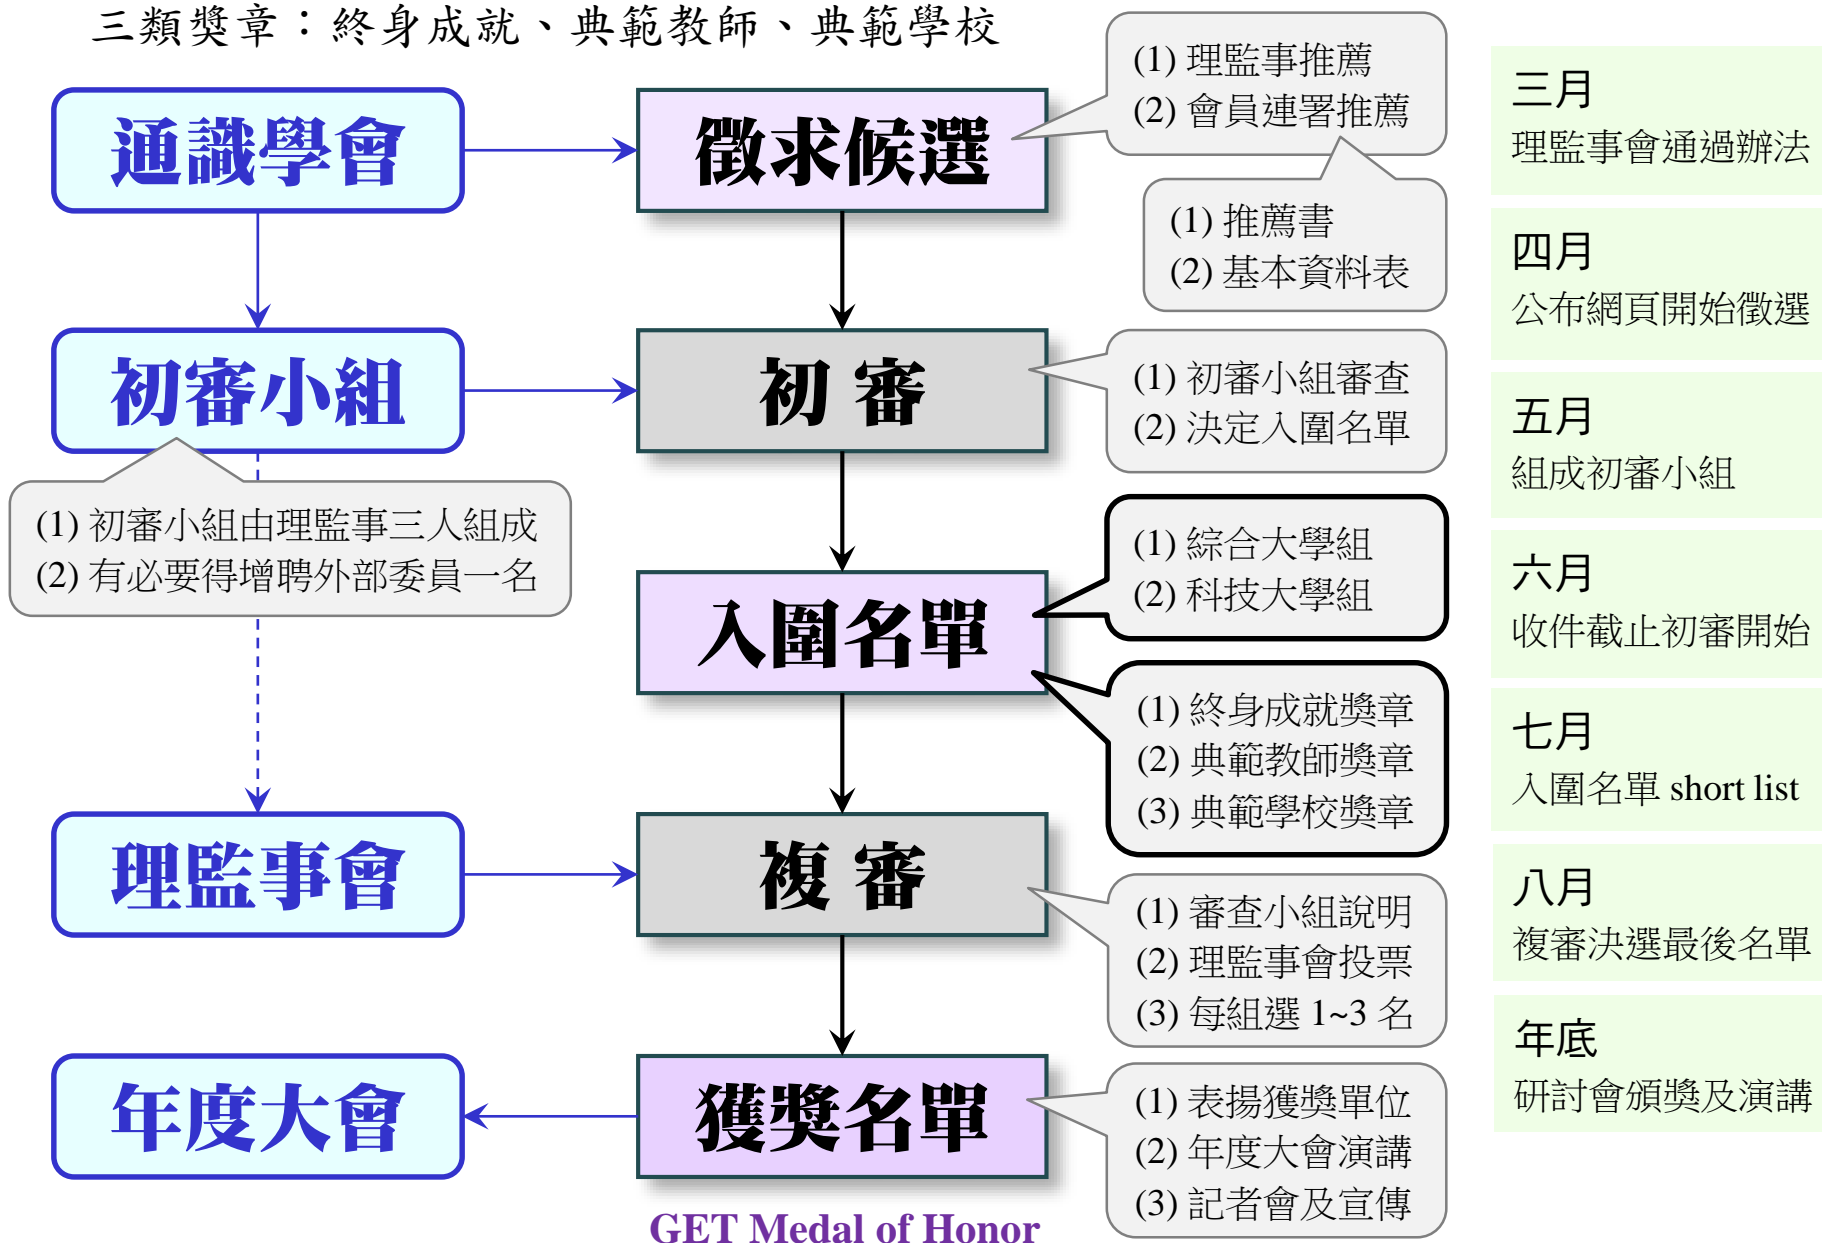 三類獎章：終身成就、典範教師、典範學校
通識學會
徵求候選
(1) 理監事推薦
(2) 會員連署推薦
(1) 推薦書
(2) 基本資料表
初審小組
初 審
(1) 初審小組審查
(2) 決定入圍名單
(1) 初審小組由理監事三人組成
(2) 有必要得增聘外部委員一名
入圍名單
(1) 綜合大學組
(2) 科技大學組
(1) 終身成就獎章
(2) 典範教師獎章
(3) 典範學校獎章
理監事會
複 審
(1) 審查小組說明
(2) 理監事會投票
(3) 每組選 1~3 名
年度大會
獲獎名單
(1) 表揚獲獎單位
(2) 年度大會演講
(3) 記者會及宣傳
GET Medal of Honor
三月
理監事會通過辦法
四月
公布網頁開始徵選
五月
組成初審小組
六月
收件截止初審開始
七月
入圍名單 short list
八月
複審決選最後名單
年底
研討會頒獎及演講